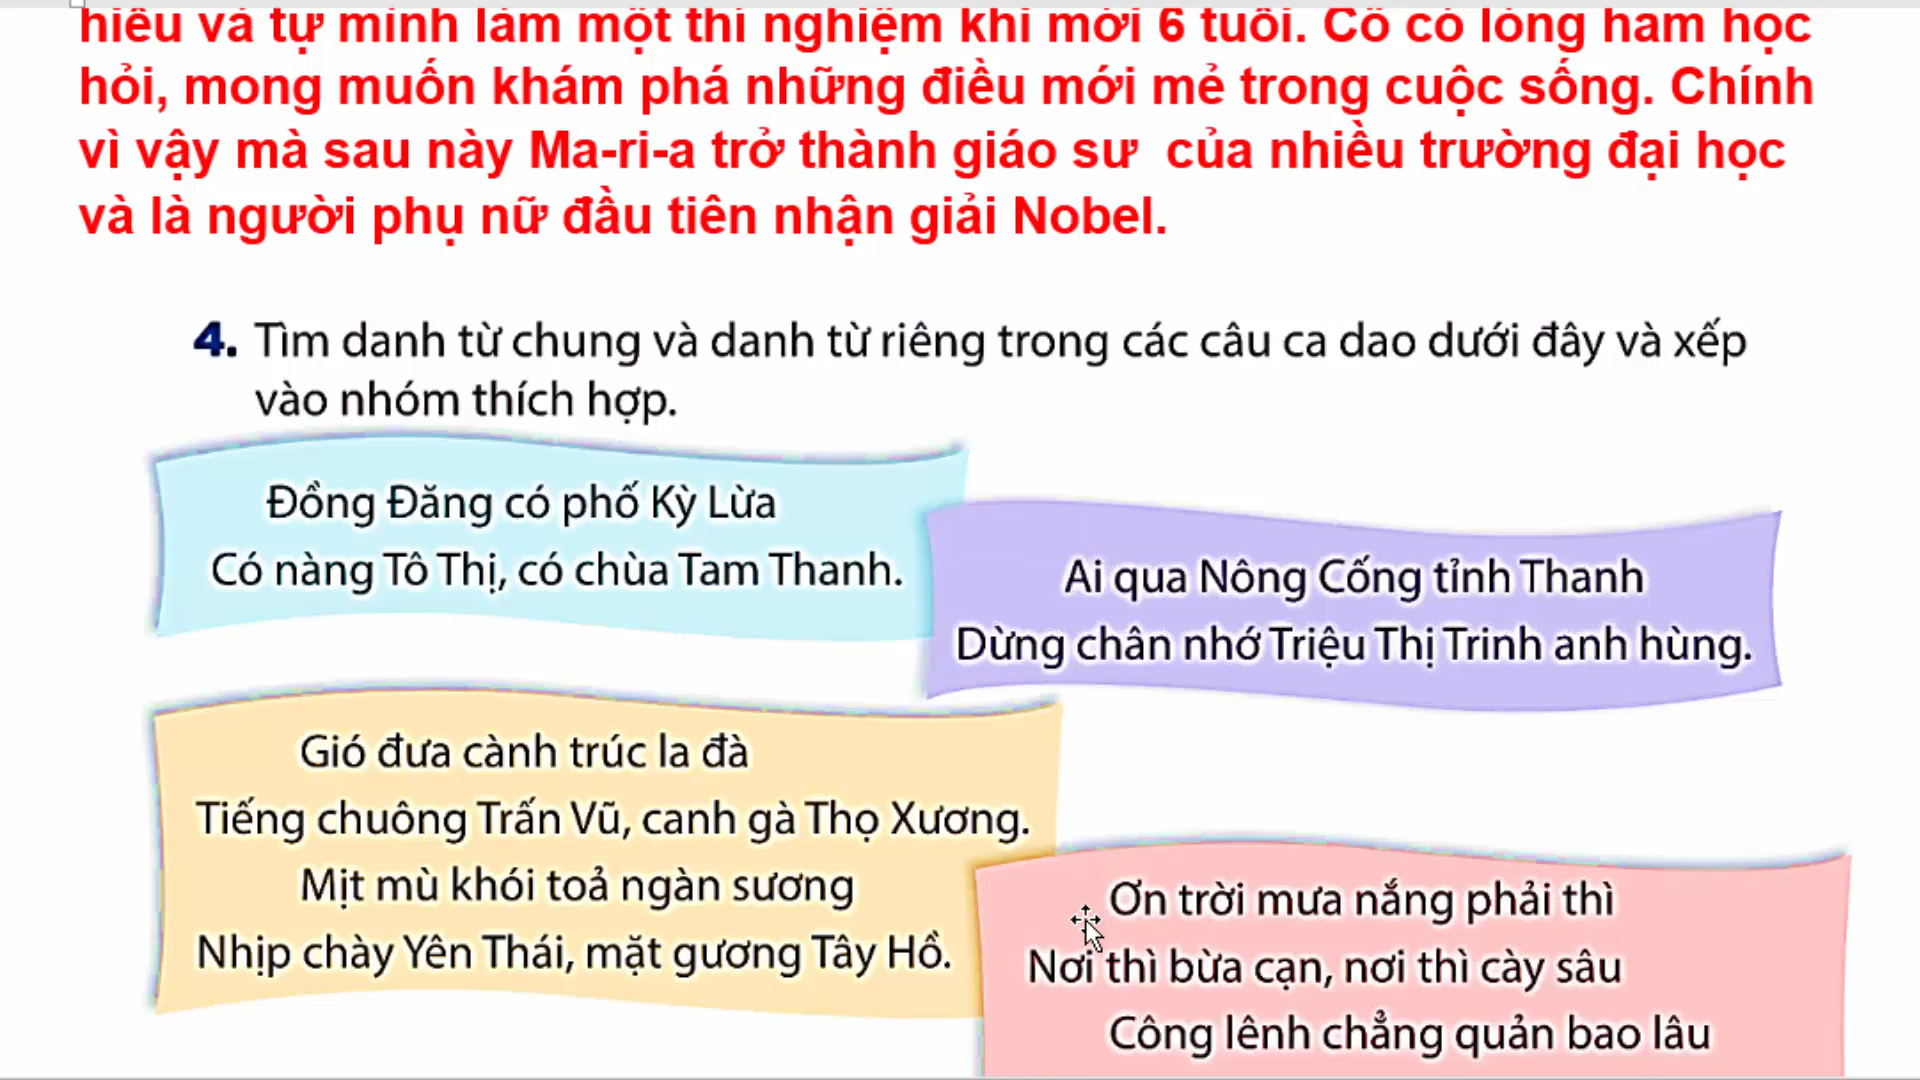 hiểu và tự mình làm một thí nghiệm khi mới 6 tuổi. Cô có lòng ham học
hỏi, mong muốn khám phá những điều mới mẻ trong cuộc sống. Chính
vì vậy mà sau này Ma-ri-a trở thành giáo sư của nhiều trường đại học
và là người phụ nữ đầu tiên nhận giải Nobel.
4. Tìm danh từ chung và danh từ riêng trong các câu ca dao dưới đây và xếp
vào nhóm thích hợp.
Đồng Đăng có phố Kỳ Lừa
Có nàng Tô Thị, có chùa Tam Thanh.
Ai qua Nông Cống tỉnh Thanh
Dừng chân nhớ Triệu Thị Trinh anh hùng.
Gió đưa cành trúc la đà
Tiếng chuông Trấn Vũ, canh gà Thọ Xương.
Mịt mù khói toả ngàn sương
Nhịp chày Yên Thái, mặt gương Tây Hồ.
Ơn trời mưa nắng phải thì
Nơi thì bừa cạn, nơi thì cày sâu
Công lênh chẳng quản bao lâu